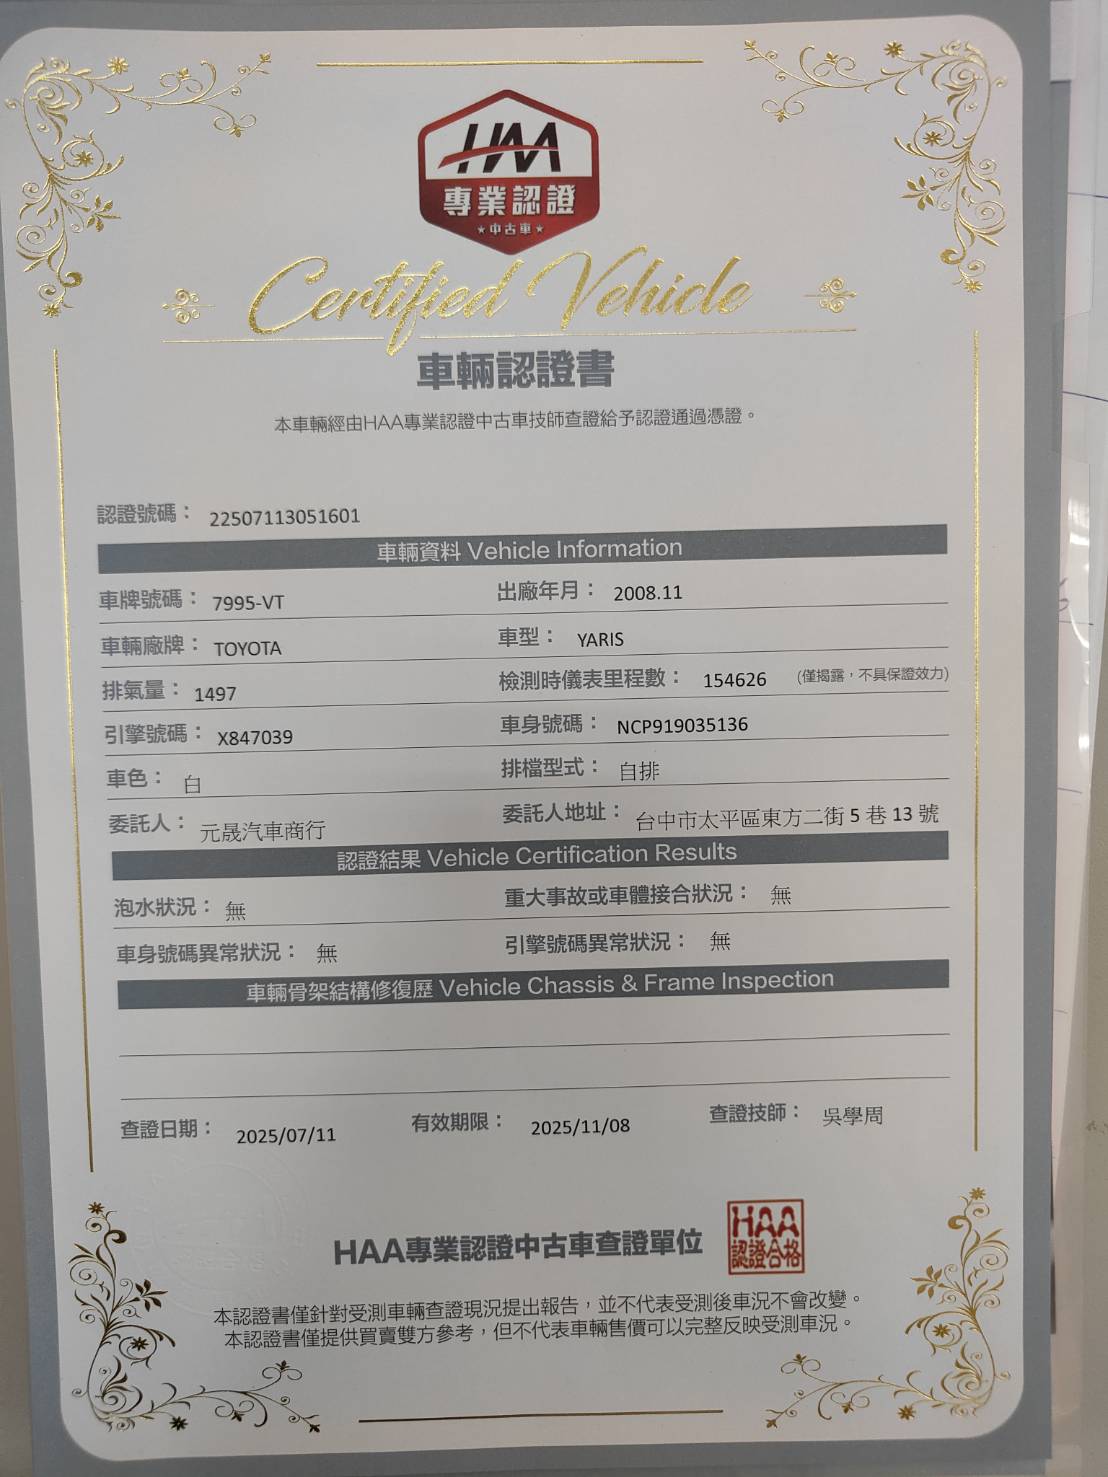 HAA
專業認證
★中古車★
Certified Vehicle
車輛認證書
本車輛經由HAA專業認證中古車技師查證給予認證通過憑證。
認證號碼： 22507113051601
車輛資料 Vehicle Information
車牌號碼： 7995-VT 出廠年月： 2008.11
車輛廠牌： TOYOTA 車型： YARIS
排氣量： 1497 檢測時儀表里程數： 154626 (僅揭露，不具保證效力)
引擎號碼： X847039 車身號碼： NCP919035136
車色： 白 排檔型式： 自排
委託人： 元晟汽車商行 委託人地址： 台中市太平區東方二街 5 巷 13 號
認證結果 Vehicle Certification Results
泡水狀況： 無 重大事故或車體接合狀況： 無
車身號碼異常狀況： 無 引擎號碼異常狀況： 無
車輛骨架結構修復歷 Vehicle Chassis & Frame Inspection
查證日期： 2025/07/11 有效期限： 2025/11/08 查證技師： 吳學周
HAA專業認證中古車查證單位
HAA
認證合格
本認證書僅針對受測車輛查證現況提出報告，並不代表受測後車況不會改變。
本認證書僅提供買賣雙方參考，但不代表車輛售價可以完整反映受測車況。